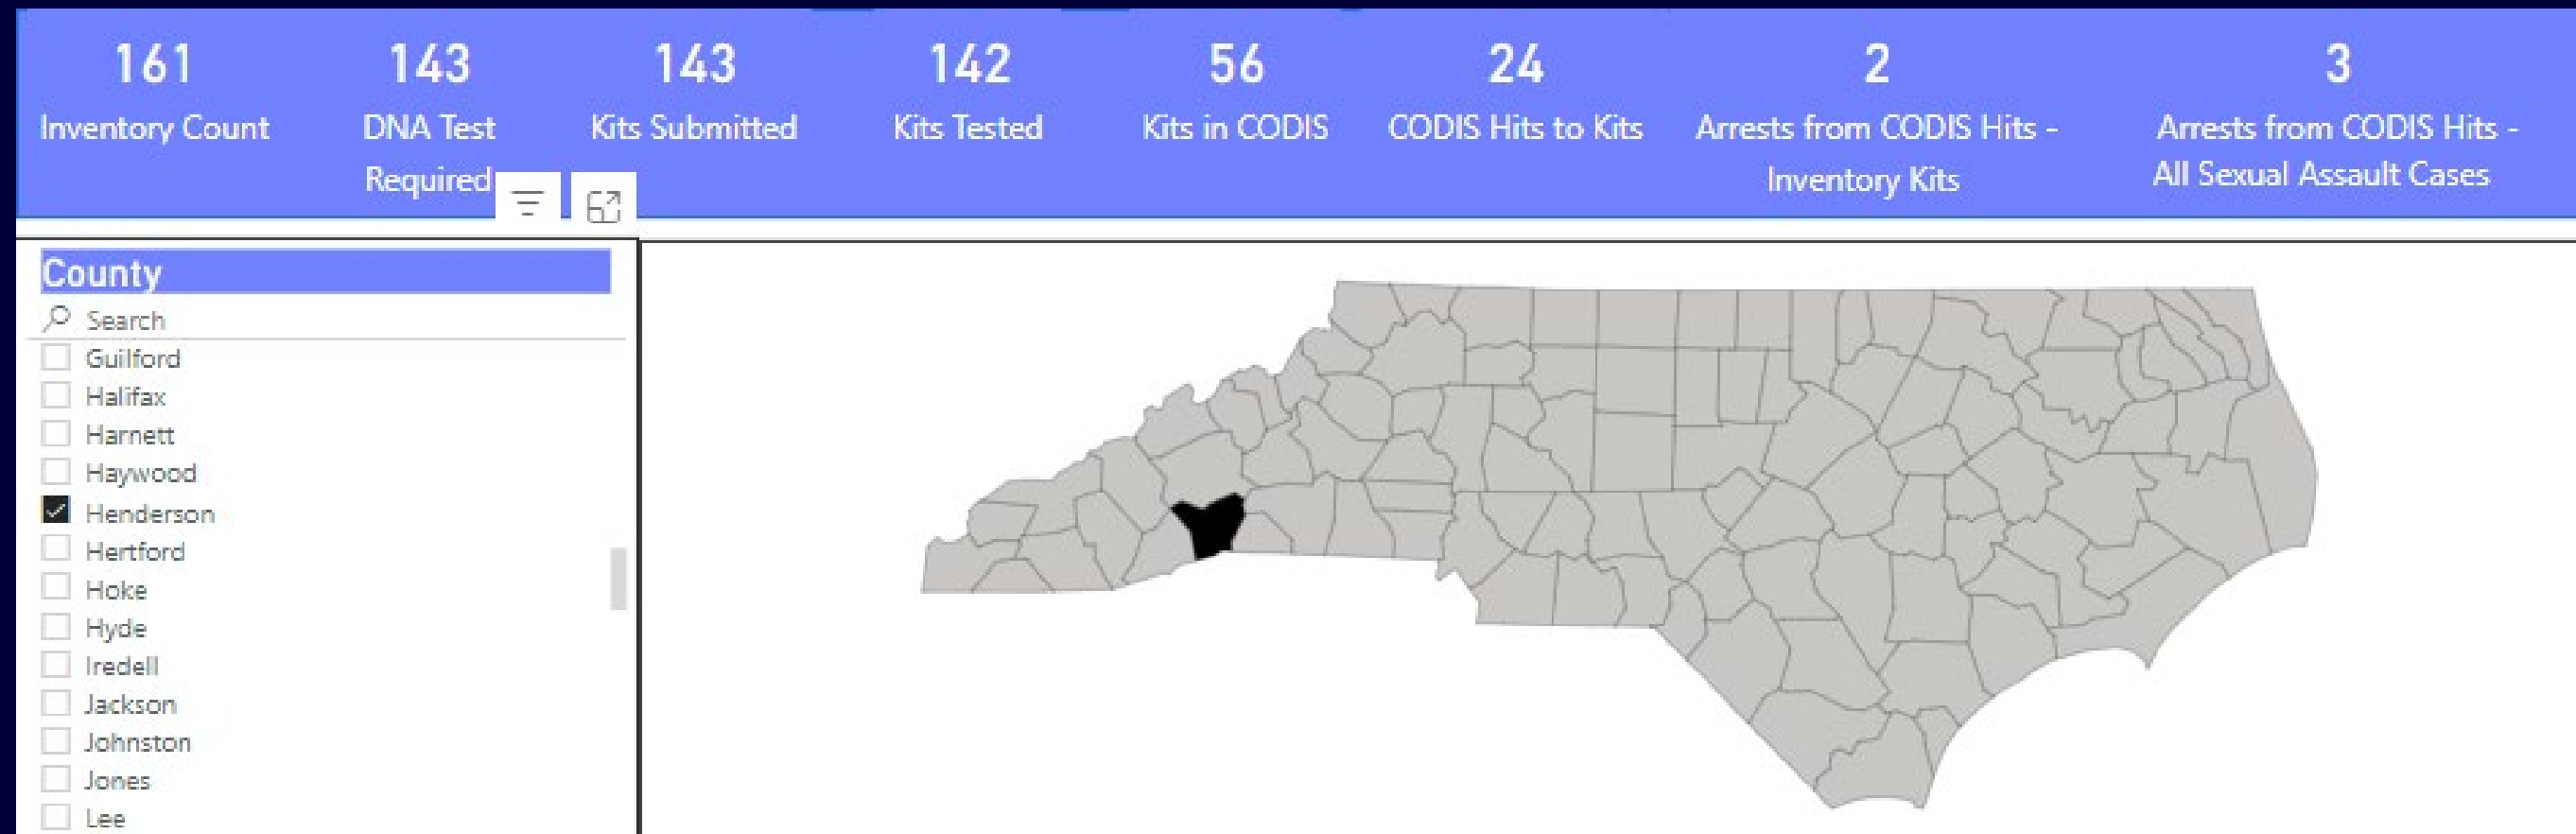 161
Inventory Count
143
DNA Test
Required
143
Kits Submitted
142
Kits Tested
56
Kits in CODIS
24
CODIS Hits to Kits
2
Arrests from CODIS Hits -
Inventory Kits
3
Arrests from CODIS Hits -
All Sexual Assault Cases
County
Search
Guilford
Halifax
Harnett
Haywood
Henderson
Hertford
Hoke
Hyde
Iredell
Jackson
Johnston
Jones
Lee